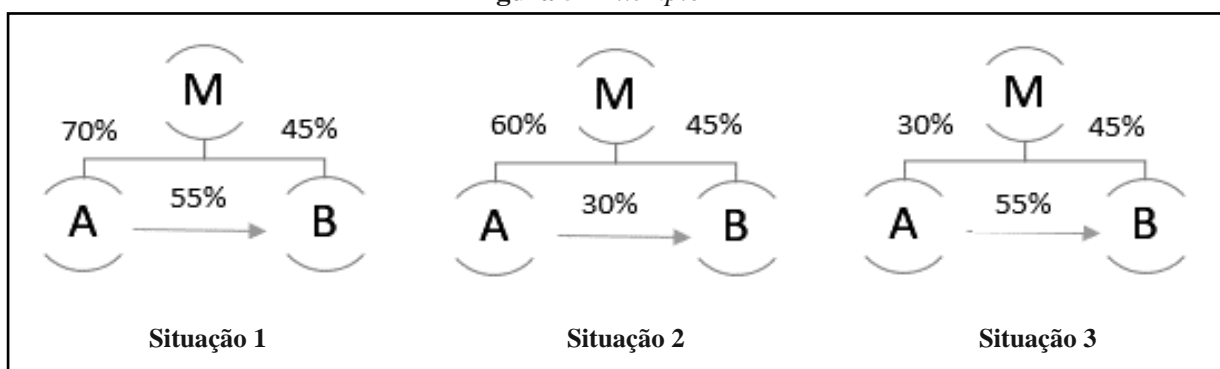 M M M
70% 45% 60% 45% 30% 45%
55% 30% 55%
A B A B A B
Situação 1 Situação 2 Situação 3